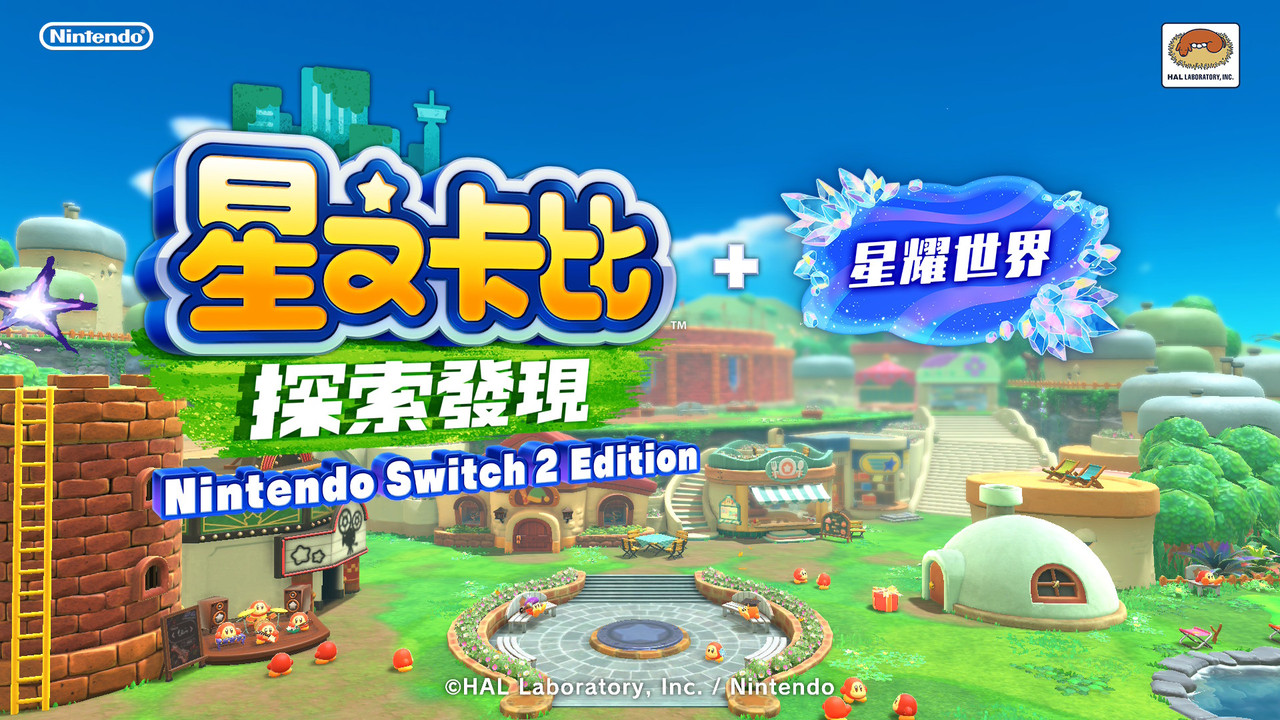 Nintendo®
HAL LABORATORY, INC.
星之卡比
TM
探索發現
Nintendo Switch 2 Edition
+
星耀世界
©HAL Laboratory, Inc. / Nintendo